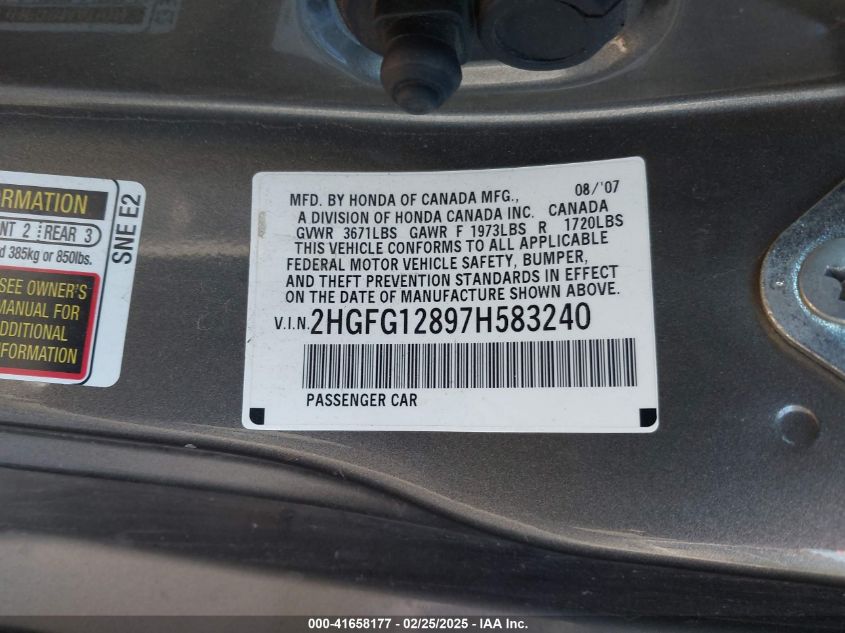 RMATION
NT 2 REAR 3
d 385kg or 850lbs.
SEE OWNER'S
MANUAL FOR
ADDITIONAL
INFORMATION
SNE E2
MFD. BY HONDA OF CANADA MFG., 08/'07
A DIVISION OF HONDA CANADA INC. CANADA
GVWR 3671LBS GAWR F 1973LBS R 1720LBS
THIS VEHICLE CONFORMS TO ALL APPLICABLE
FEDERAL MOTOR VEHICLE SAFETY, BUMPER,
AND THEFT PREVENTION STANDARDS IN EFFECT
ON THE DATE OF MANUFACTURE SHOWN ABOVE.
V.I.N. 2HGFG12897H583240
PASSENGER CAR
000-41658177 - 02/25/2025 - IAA Inc.